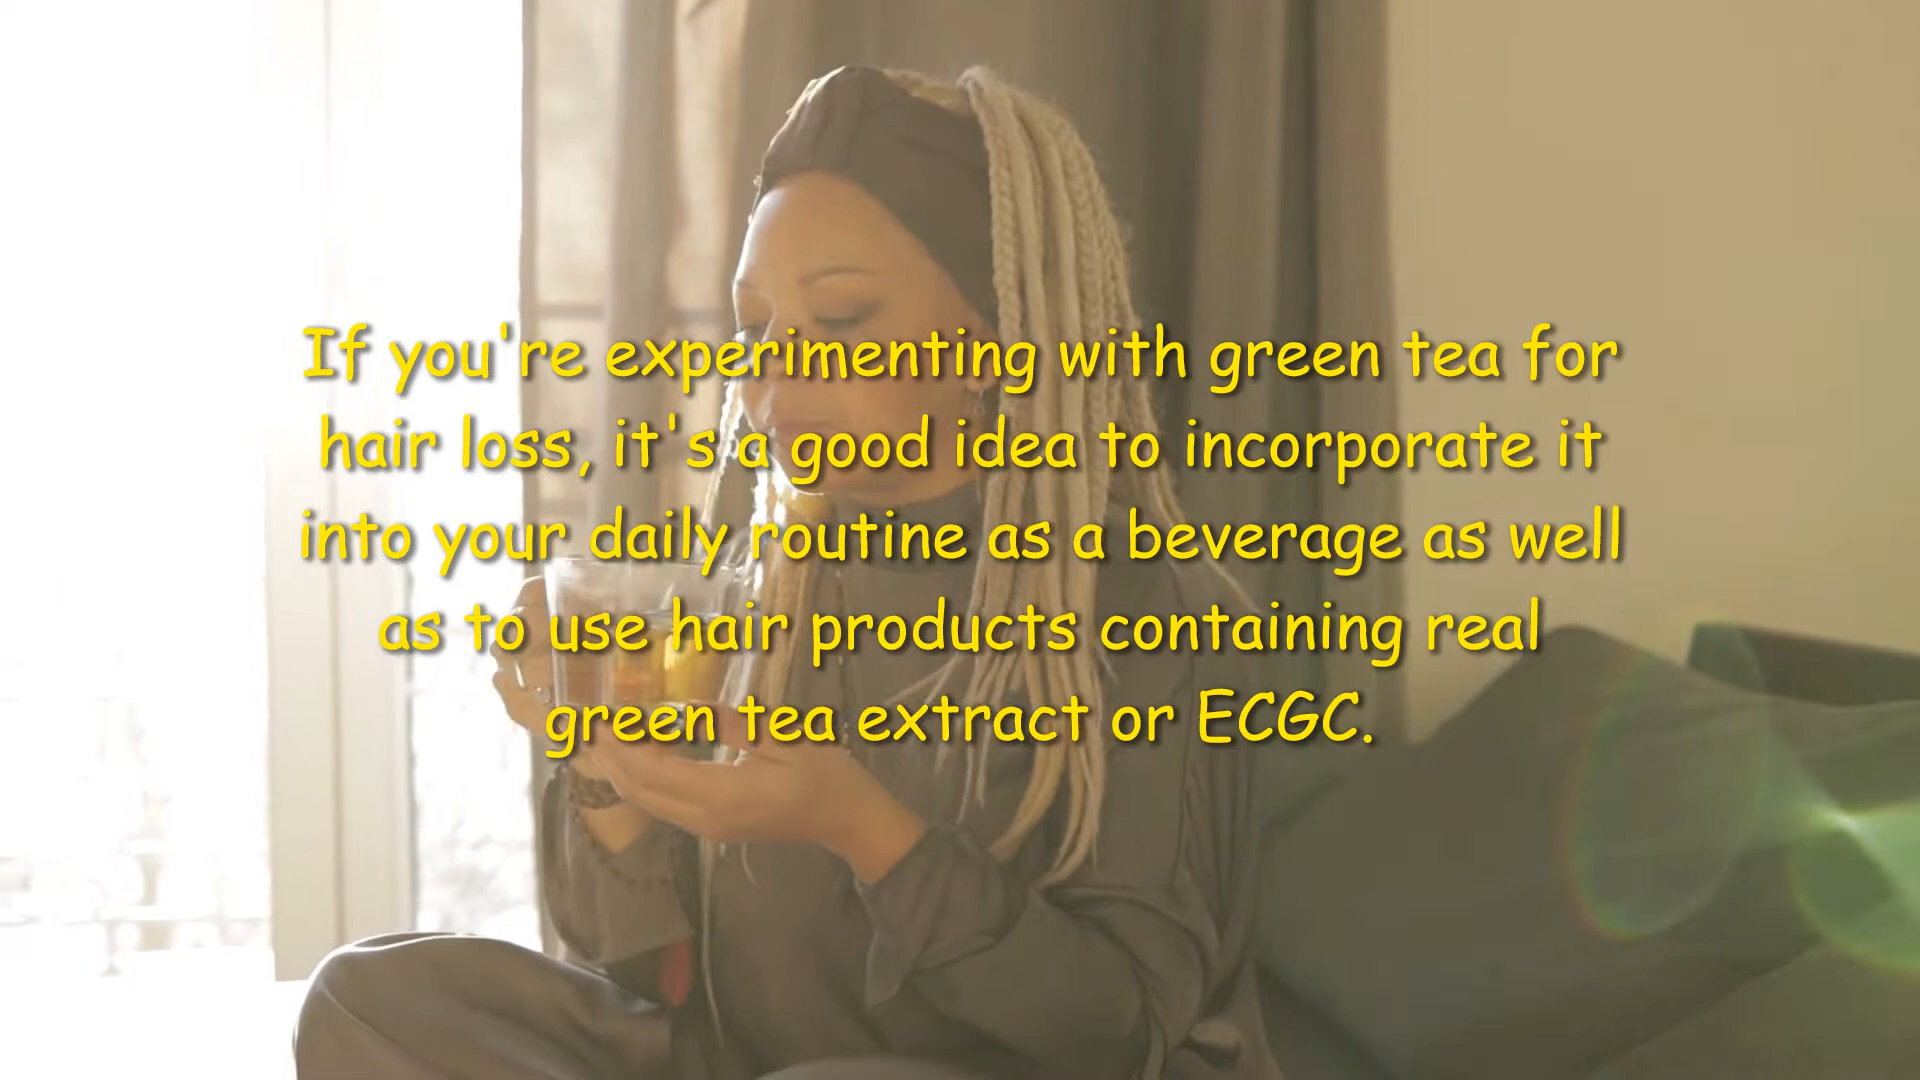 If you're experimenting with green tea for
hair loss, it's a good idea to incorporate it
into your daily routine as a beverage as well
as to use hair products containing real
green tea extract or ECGC.